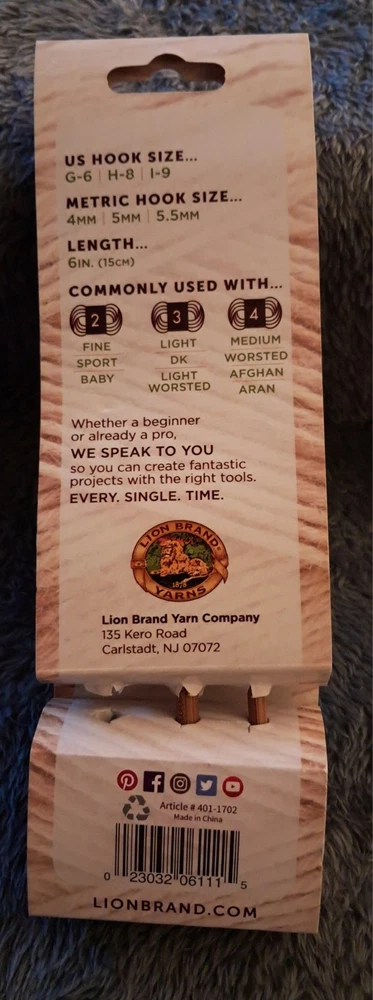 US HOOK SIZE...
G-6 | H-8 | I-9
METRIC HOOK SIZE...
4MM | 5MM | 5.5MM
LENGTH...
6IN. (15CM)
COMMONLY USED WITH...
2 3 4
FINE
SPORT
BABY
LIGHT
DK
LIGHT
WORSTED
MEDIUM
WORSTED
AFGHAN
ARAN
Whether a beginner
or already a pro,
WE SPEAK TO YOU
so you can create fantastic
projects with the right tools.
EVERY. SINGLE. TIME.
LION BRAND
1878
YARNS
Lion Brand Yarn Company
135 Kero Road
Carlstadt, NJ 07072
Article # 401-1702
Made in China
0 23032 06111 5
LIONBRAND.COM